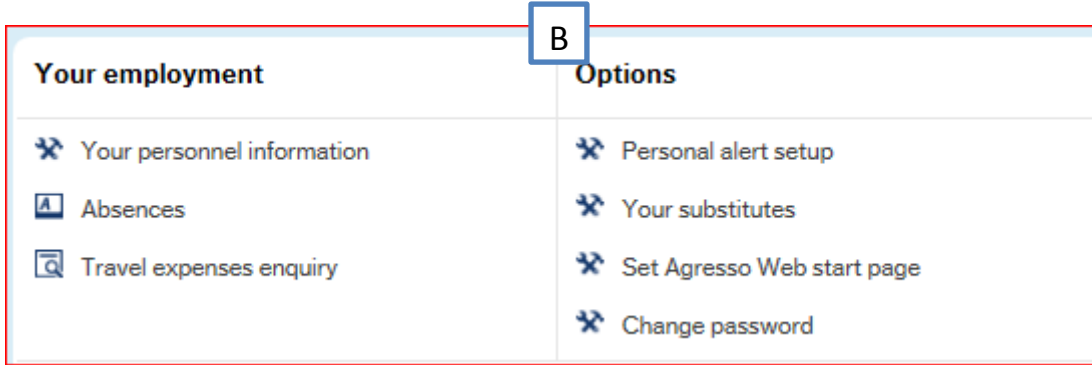 B
Your employment
Options
Your personnel information
Personal alert setup
A
Absences
Your substitutes
Travel expenses enquiry
Set Agresso Web start page
Change password